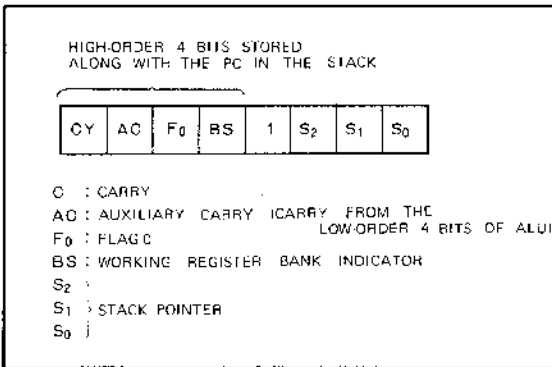 HIGH-ORDER 4 BITS STORED
ALONG WITH THE PC IN THE STACK
CY AC F0 BS 1 S2 S1 S0
C : CARRY
AC : AUXILIARY CARRY (CARRY FROM THE
LOW-ORDER 4 BITS OF ALU)
F0 : FLAG 0
BS : WORKING REGISTER BANK INDICATOR
S2
S1 } STACK POINTER
S0